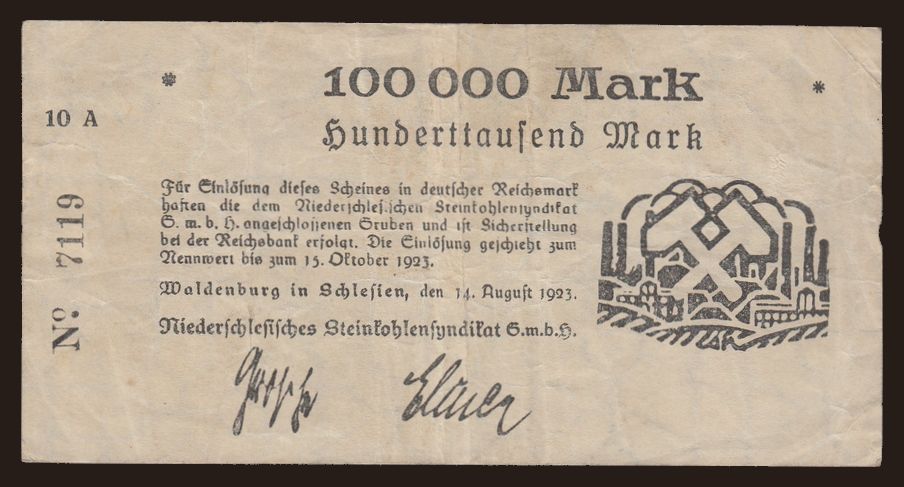 * 100 000 Mark *
10 A
Hunderttausend Mark
Für Einlösung dieses Scheines in deutscher Reichsmark
haften die dem Niederschlesischen Steinkohlensyndikat
G. m. b. H. angeschlossenen Gruben und ist Sicherstellung
bei der Reichsbank erfolgt. Die Einlösung geschieht zum
Nennwert bis zum 15. Oktober 1923.
Waldenburg in Schlesien, den 14. August 1923.
Niederschlesisches Steinkohlensyndikat G.m.b.H.
No 7119